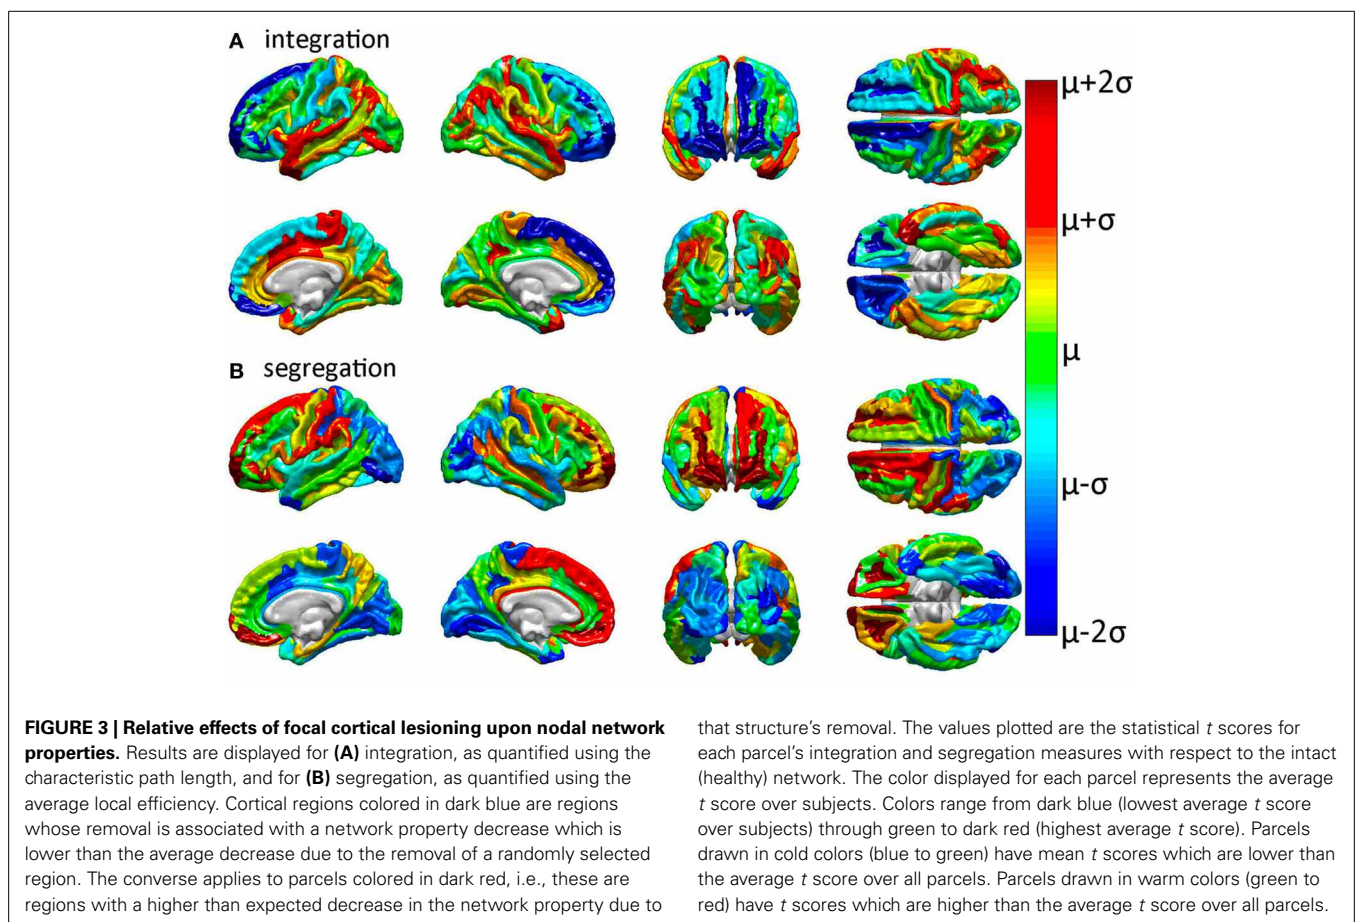 A integration
μ+2σ
μ+σ
μ
μ-σ
μ-2σ
B segregation
FIGURE 3 | Relative effects of focal cortical lesioning upon nodal network
properties. Results are displayed for (A) integration, as quantified using the
characteristic path length, and for (B) segregation, as quantified using the
average local efficiency. Cortical regions colored in dark blue are regions
whose removal is associated with a network property decrease which is
lower than the average decrease due to the removal of a randomly selected
region. The converse applies to parcels colored in dark red, i.e., these are
regions with a higher than expected decrease in the network property due to
that structure's removal. The values plotted are the statistical t scores for
each parcel's integration and segregation measures with respect to the intact
(healthy) network. The color displayed for each parcel represents the average
t score over subjects. Colors range from dark blue (lowest average t score
over subjects) through green to dark red (highest average t score). Parcels
drawn in cold colors (blue to green) have mean t scores which are lower than
the average t score over all parcels. Parcels drawn in warm colors (green to
red) have t scores which are higher than the average t score over all parcels.